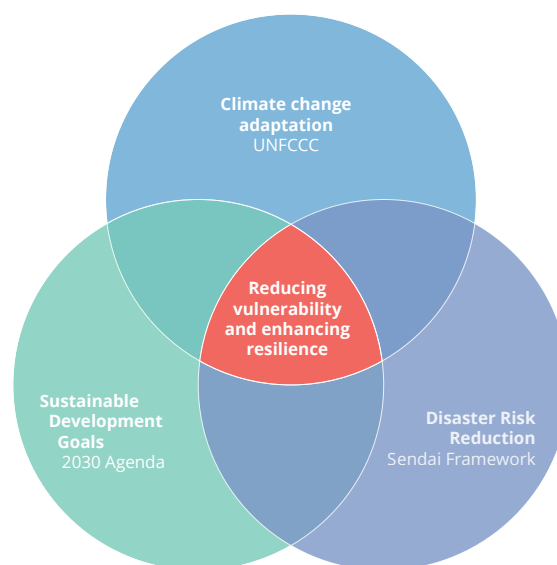 Climate change
adaptation
UNFCCC
Reducing
vulnerability
and enhancing
resilience
Sustainable
Development
Goals
2030 Agenda
Disaster Risk
Reduction
Sendai Framework